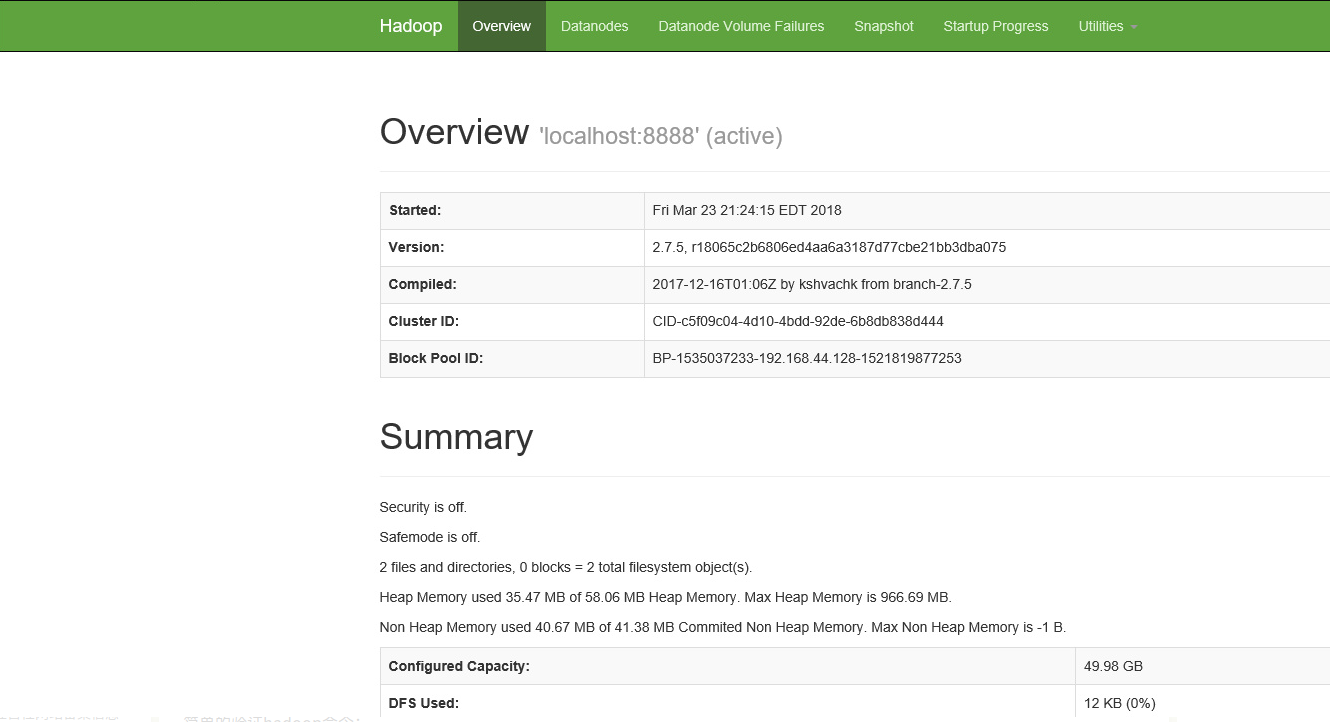 Hadoop Overview Datanodes Datanode Volume Failures Snapshot Startup Progress Utilities
Overview 'localhost:8888' (active)
Started: Fri Mar 23 21:24:15 EDT 2018
Version: 2.7.5, r18065c2b6806ed4aa6a3187d77cbe21bb3dba075
Compiled: 2017-12-16T01:06Z by kshvachk from branch-2.7.5
Cluster ID: CID-c5f09c04-4d10-4bdd-92de-6b8db838d444
Block Pool ID: BP-1535037233-192.168.44.128-1521819877253
Summary
Security is off.
Safemode is off.
2 files and directories, 0 blocks = 2 total filesystem object(s).
Heap Memory used 35.47 MB of 58.06 MB Heap Memory. Max Heap Memory is 966.69 MB.
Non Heap Memory used 40.67 MB of 41.38 MB Commited Non Heap Memory. Max Non Heap Memory is -1 B.
Configured Capacity: 49.98 GB
DFS Used: 12 KB (0%)